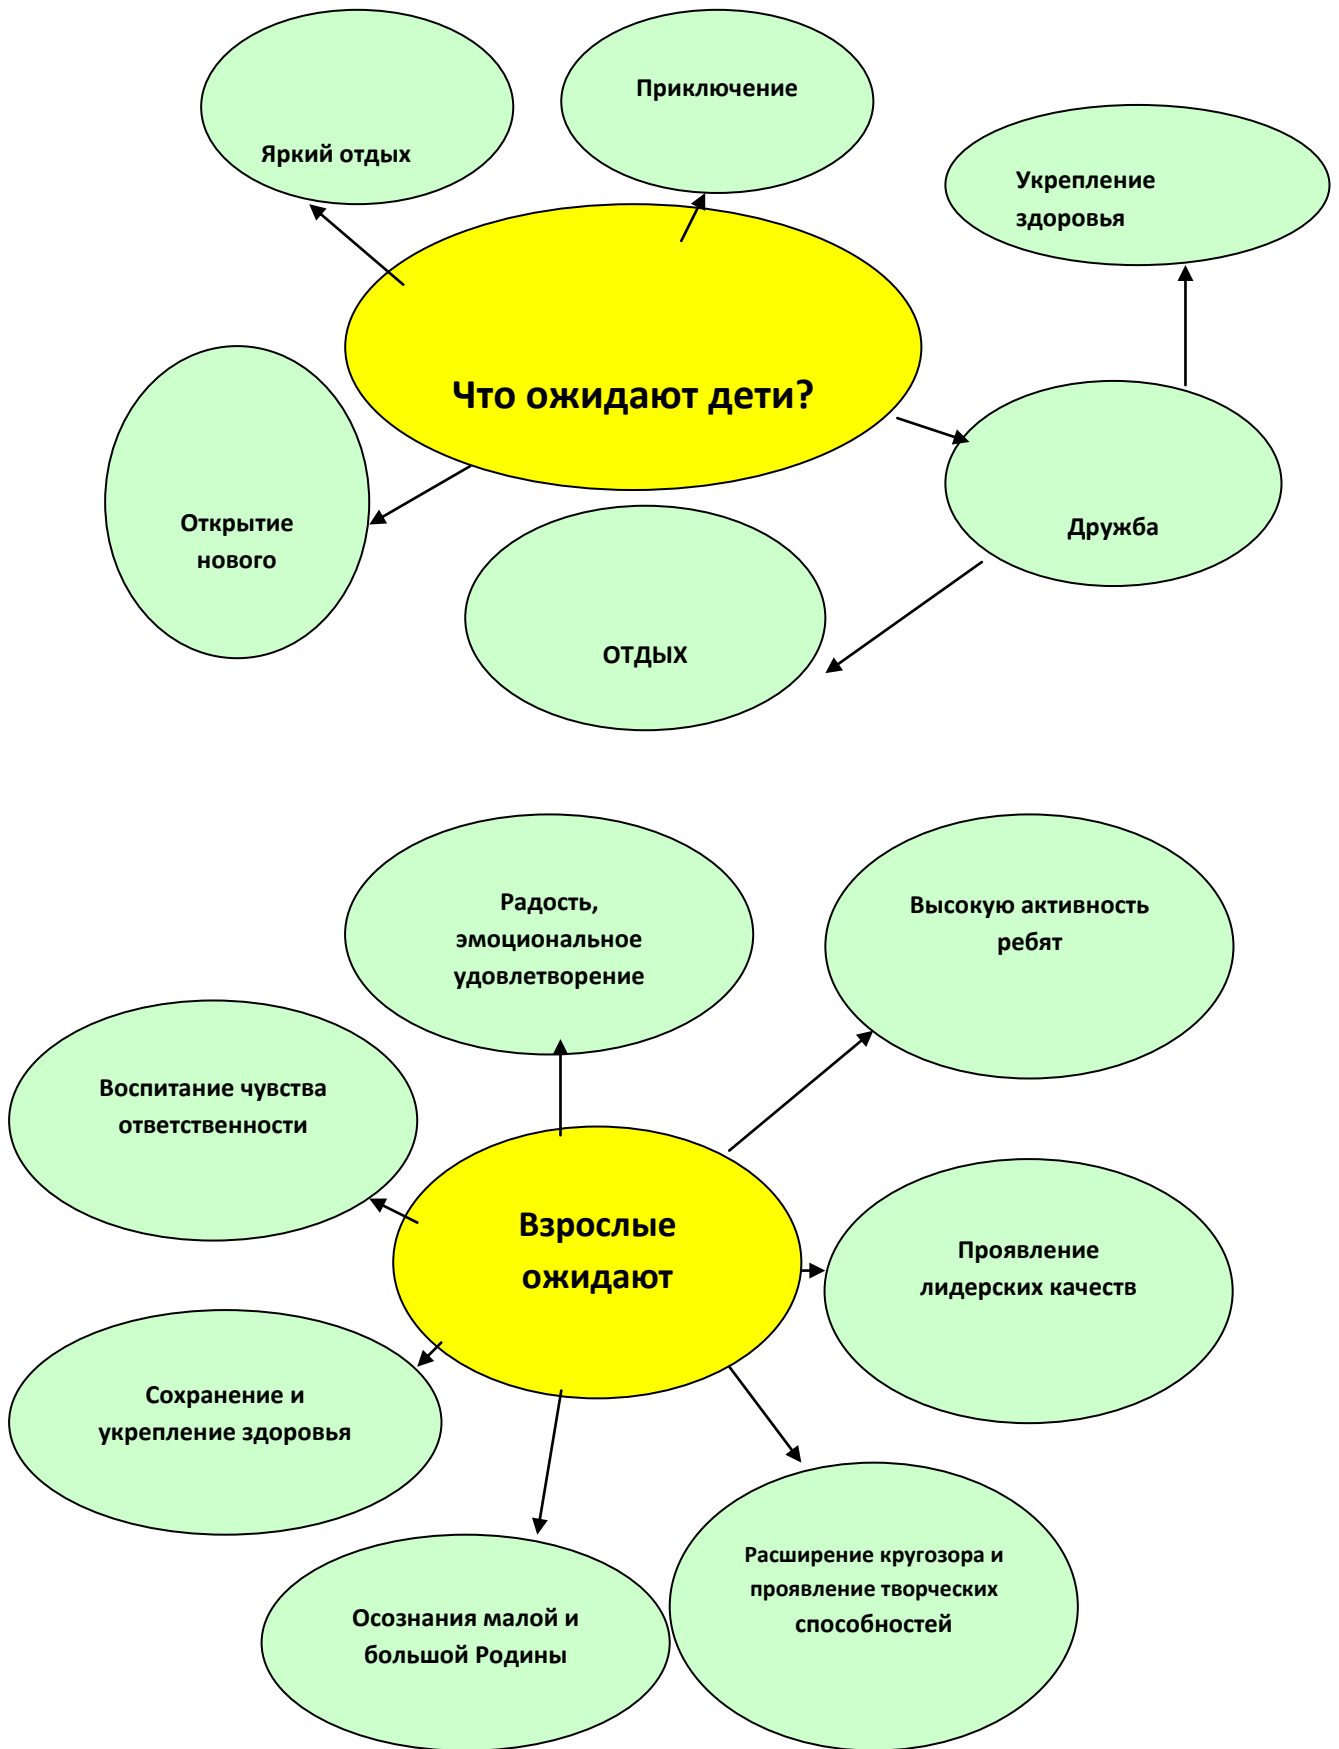 Приключение
Яркий отдых
Укрепление
здоровья
Что ожидают дети?
Открытие
нового
Дружба
ОТДЫХ
Радость,
эмоциональное
удовлетворение
Высокую активность
ребят
Воспитание чувства
ответственности
Взрослые
ожидают
Проявление
лидерских качеств
Сохранение и
укрепление здоровья
Расширение кругозора и
проявление творческих
способностей
Осознания малой и
большой Родины